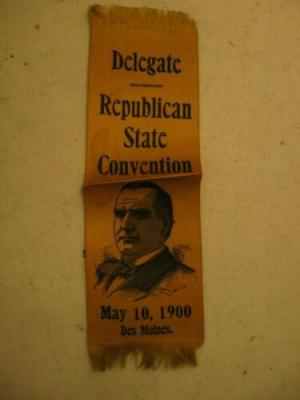 Delegate
Republican
State
Convention
May 10, 1900
Des Moines.